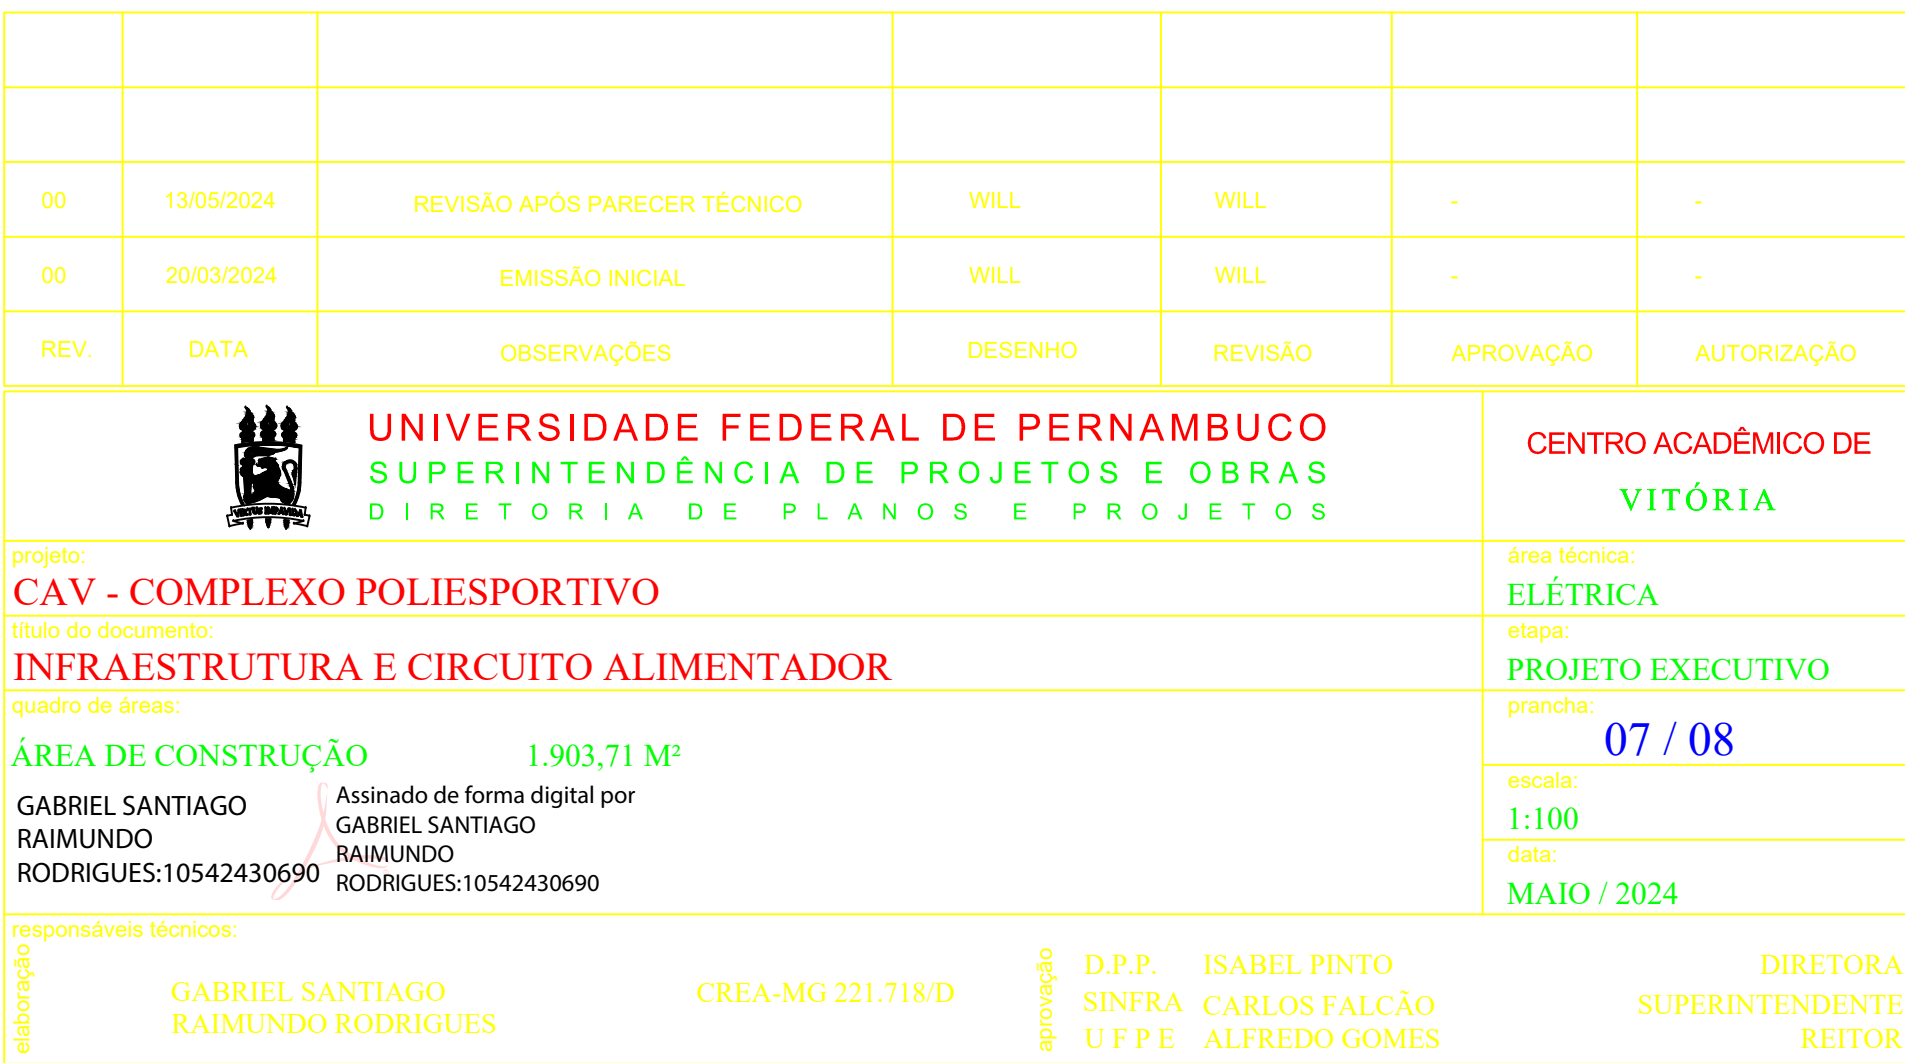 00 13/05/2024 REVISÃO APÓS PARECER TÉCNICO WILL WILL - -
00 20/03/2024 EMISSÃO INICIAL WILL WILL - -
REV. DATA OBSERVAÇÕES DESENHO REVISÃO APROVAÇÃO AUTORIZAÇÃO
UNIVERSIDADE FEDERAL DE PERNAMBUCO
SUPERINTENDÊNCIA DE PROJETOS E OBRAS
DIRETORIA DE PLANOS E PROJETOS
CENTRO ACADÊMICO DE
VITÓRIA
projeto:
CAV - COMPLEXO POLIESPORTIVO
área técnica:
ELÉTRICA
título do documento:
INFRAESTRUTURA E CIRCUITO ALIMENTADOR
etapa:
PROJETO EXECUTIVO
quadro de áreas:
ÁREA DE CONSTRUÇÃO 1.903,71 M²
prancha:
07 / 08
escala:
1:100
data:
MAIO / 2024
GABRIEL SANTIAGO
RAIMUNDO
RODRIGUES:10542430690
Assinado de forma digital por
GABRIEL SANTIAGO
RAIMUNDO
RODRIGUES:10542430690
responsáveis técnicos:
elaboração
GABRIEL SANTIAGO
RAIMUNDO RODRIGUES
CREA-MG 221.718/D
aprovação
D.P.P. ISABEL PINTO DIRETORA
SINFRA CARLOS FALCÃO SUPERINTENDENTE
U F P E ALFREDO GOMES REITOR